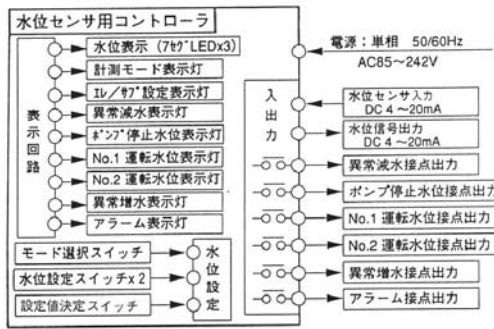 水位センサ用コントローラ
表示回路
水位表示 (7セグLEDx3)
計測モード表示灯
エレ/サブ設定表示灯
異常減水表示灯
ポンプ停止水位表示灯
No.1 運転水位表示灯
No.2 運転水位表示灯
異常増水表示灯
アラーム表示灯
モード選択スイッチ
水位設定スイッチx2
設定値決定スイッチ
水位設定
入出力
電源:単相 50/60Hz
AC85~242V
水位センサ入力
DC 4 ~20mA
水位信号出力
DC 4 ~20mA
異常減水接点出力
ポンプ停止水位接点出力
No.1 運転水位接点出力
No.2 運転水位接点出力
異常増水接点出力
アラーム接点出力